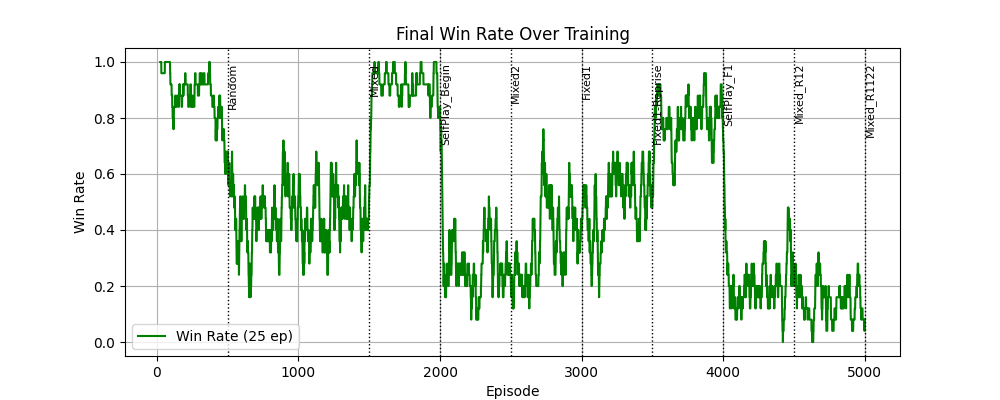 Final Win Rate Over Training
Win Rate
1.0
0.8
0.6
0.4
0.2
0.0
Random
Mixed
SelfPlay_Begin
Mixed2
Fixed1
SelfPlay_F1
Mixed_R12
Mixed_R1122
Win Rate (25 ep)
0
1000
2000
3000
4000
5000
Episode